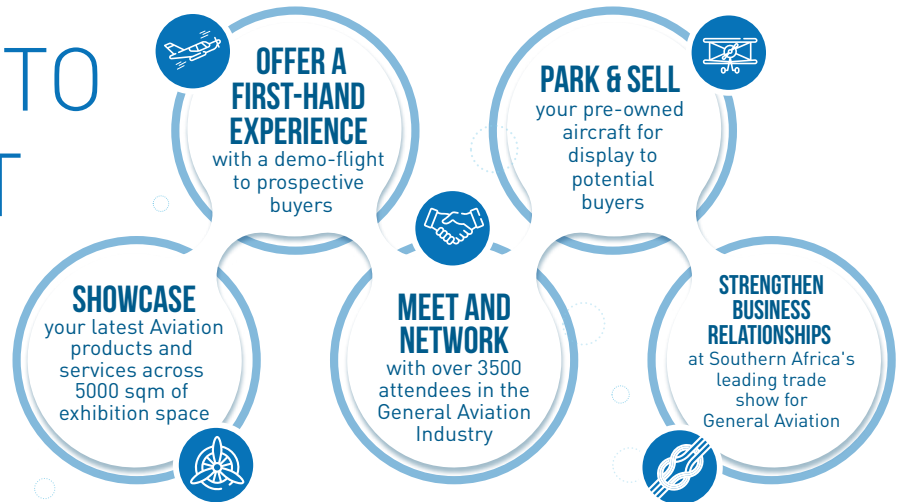 TO
T
OFFER A
FIRST-HAND
EXPERIENCE
with a demo-flight
to prospective
buyers
PARK & SELL
your pre-owned
aircraft for
display to
potential
buyers
SHOWCASE
your latest Aviation
products and
services across
5000 sqm of
exhibition space
MEET AND
NETWORK
with over 3500
attendees in the
General Aviation
Industry
STRENGTHEN
BUSINESS
RELATIONSHIPS
at Southern Africa's
leading trade
show for
General Aviation